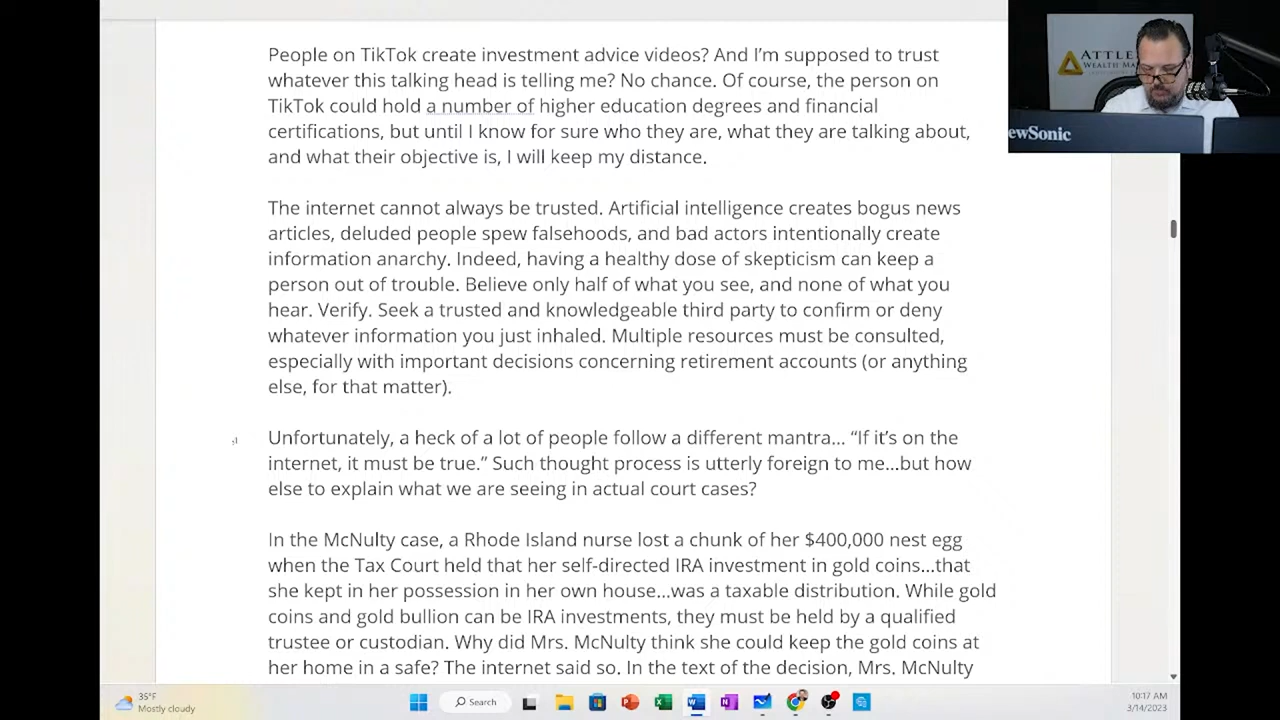 People on TikTok create investment advice videos? And I’m supposed to trust
whatever this talking head is telling me? No chance. Of course, the person on
TikTok could hold a number of higher education degrees and financial
certifications, but until I know for sure who they are, what they are talking about,
and what their objective is, I will keep my distance.
The internet cannot always be trusted. Artificial intelligence creates bogus news
articles, deluded people spew falsehoods, and bad actors intentionally create
information anarchy. Indeed, having a healthy dose of skepticism can keep a
person out of trouble. Believe only half of what you see, and none of what you
hear. Verify. Seek a trusted and knowledgeable third party to confirm or deny
whatever information you just inhaled. Multiple resources must be consulted,
especially with important decisions concerning retirement accounts (or anything
else, for that matter).
Unfortunately, a heck of a lot of people follow a different mantra… “If it’s on the
internet, it must be true.” Such thought process is utterly foreign to me…but how
else to explain what we are seeing in actual court cases?
In the McNulty case, a Rhode Island nurse lost a chunk of her $400,000 nest egg
when the Tax Court held that her self-directed IRA investment in gold coins…that
she kept in her possession in her own house…was a taxable distribution. While gold
coins and gold bullion can be IRA investments, they must be held by a qualified
trustee or custodian. Why did Mrs. McNulty think she could keep the gold coins at
her home in a safe? The internet said so. In the text of the decision, Mrs. McNulty
ATTLE
WEALTH MA
ewSonic
35°F
Mostly cloudy
Search
10:17 AM
3/14/2023